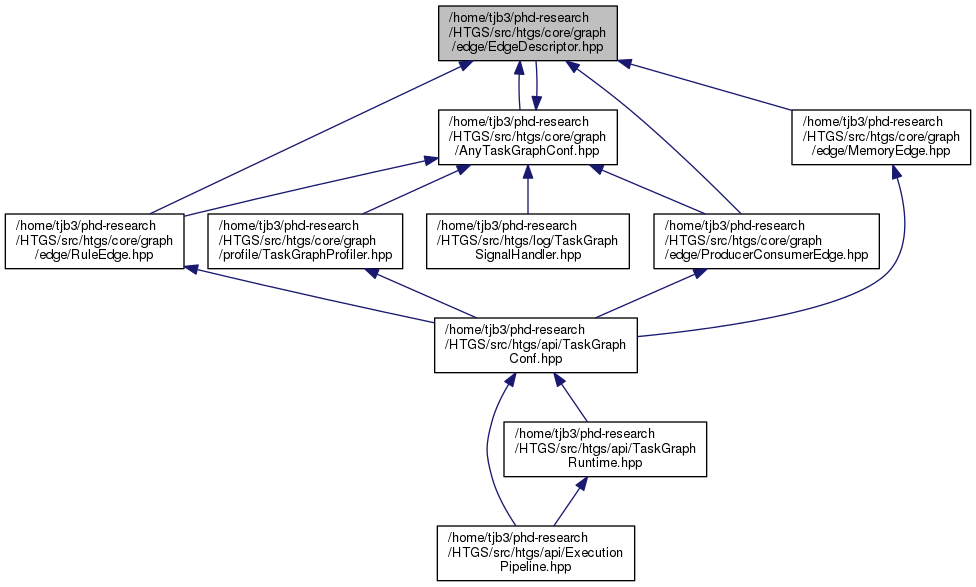 /home/tjb3/phd-research
/HTGS/src/htgs/core/graph
/edge/EdgeDescriptor.hpp
/home/tjb3/phd-research
/HTGS/src/htgs/core/graph
/AnyTaskGraphConf.hpp
/home/tjb3/phd-research
/HTGS/src/htgs/core/graph
/edge/MemoryEdge.hpp
/home/tjb3/phd-research
/HTGS/src/htgs/core/graph
/edge/RuleEdge.hpp
/home/tjb3/phd-research
/HTGS/src/htgs/core/graph
/profile/TaskGraphProfiler.hpp
/home/tjb3/phd-research
/HTGS/src/htgs/log/TaskGraph
SignalHandler.hpp
/home/tjb3/phd-research
/HTGS/src/htgs/core/graph
/edge/ProducerConsumerEdge.hpp
/home/tjb3/phd-research
/HTGS/src/htgs/api/TaskGraph
Conf.hpp
/home/tjb3/phd-research
/HTGS/src/htgs/api/TaskGraph
Runtime.hpp
/home/tjb3/phd-research
/HTGS/src/htgs/api/Execution
Pipeline.hpp